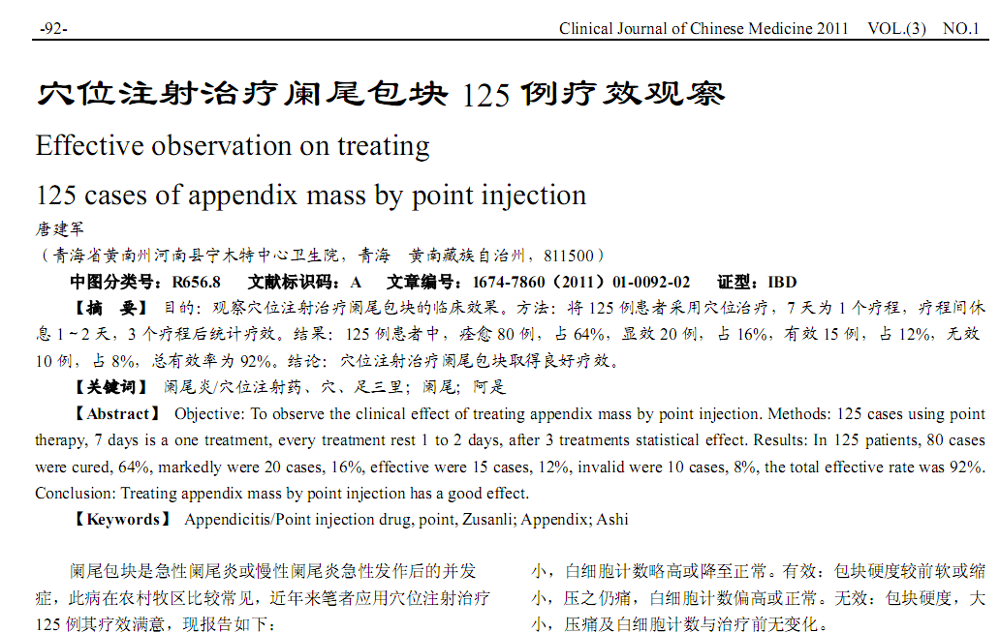 -92-
Clinical Journal of Chinese Medicine 2011 VOL.(3) NO.1
穴位注射治疗阑尾包块 125 例疗效观察
Effective observation on treating
125 cases of appendix mass by point injection
唐建军
（青海省黄南州河南县宁木特中心卫生院，青海 黄南藏族自治州，811500）
中图分类号：R656.8 文献标识码：A 文章编号：1674-7860（2011）01-0092-02 证型：IBD
【摘 要】 目的：观察穴位注射治疗阑尾包块的临床效果。方法：将 125 例患者采用穴位治疗，7 天为 1 个疗程，疗程间休
息 1～2 天，3 个疗程后统计疗效。结果：125 例患者中，痊愈 80 例，占 64%，显效 20 例，占 16%，有效 15 例，占 12%，无效
10 例，占 8%，总有效率为 92%。结论：穴位注射治疗阑尾包块取得良好疗效。
【关键词】 阑尾炎/穴位注射药、穴、足三里；阑尾；阿是
【Abstract】 Objective: To observe the clinical effect of treating appendix mass by point injection. Methods: 125 cases using point
therapy, 7 days is a one treatment, every treatment rest 1 to 2 days, after 3 treatments statistical effect. Results: In 125 patients, 80 cases
were cured, 64%, markedly were 20 cases, 16%, effective were 15 cases, 12%, invalid were 10 cases, 8%, the total effective rate was 92%.
Conclusion: Treating appendix mass by point injection has a good effect.
【Keywords】 Appendicitis/Point injection drug, point, Zusanli; Appendix; Ashi
阑尾包块是急性阑尾炎或慢性阑尾炎急性发作后的并发
症，此病在农村牧区比较常见，近年来笔者应用穴位注射治疗
125 例其疗效满意，现报告如下：
小，白细胞计数略高或降至正常。有效：包块硬度较前软或缩
小，压之仍痛，白细胞计数偏高或正常。无效：包块硬度，大
小，压痛及白细胞计数与治疗前无变化。